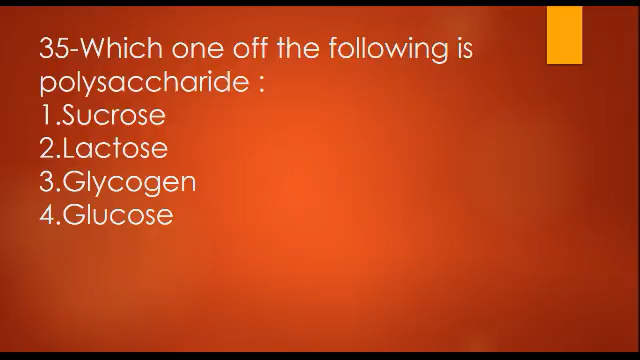 35-Which one off the following is
polysaccharide :
1.Sucrose
2.Lactose
3.Glycogen
4.Glucose